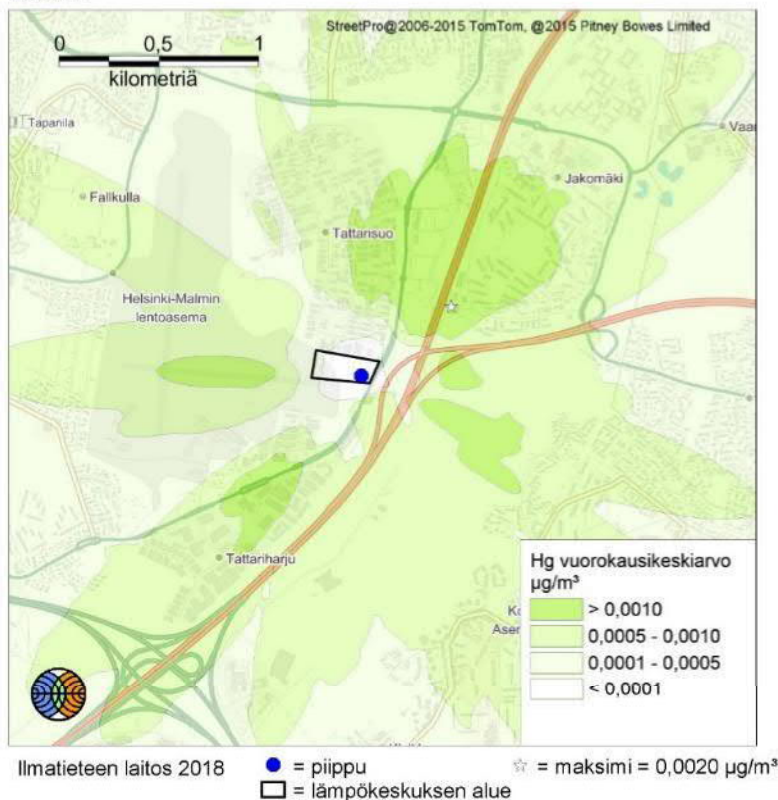 StreetPro@2006-2015 TomTom, @2015 Pitney Bowes Limited
0 0,5 1
kilometriä
Tapanila
Vaar
Fallkulla
Jakomäki
Tattarisuo
Helsinki-Malmin
lentoasema
Tattariharju
Hg vuorokausikeskiarvo
µg/m³
> 0,0010
0,0005 - 0,0010
0,0001 - 0,0005
< 0,0001
Aser
Ilmatieteen laitos 2018
= piippu
= maksimi = 0,0020 µg/m³
= lämpökeskuksen alue